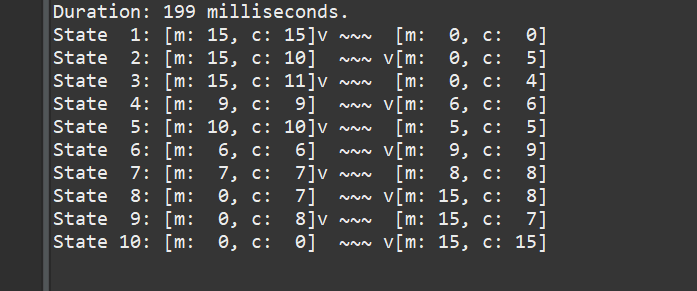 Duration: 199 milliseconds.
State  1: [m: 15, c: 15]v ~~~  [m:  0, c:  0]
State  2: [m: 15, c: 10]  ~~~ v[m:  0, c:  5]
State  3: [m: 15, c: 11]v ~~~  [m:  0, c:  4]
State  4: [m:  9, c:  9]  ~~~ v[m:  6, c:  6]
State  5: [m: 10, c: 10]v ~~~  [m:  5, c:  5]
State  6: [m:  6, c:  6]  ~~~ v[m:  9, c:  9]
State  7: [m:  7, c:  7]v ~~~  [m:  8, c:  8]
State  8: [m:  0, c:  7]  ~~~ v[m: 15, c:  8]
State  9: [m:  0, c:  8]v ~~~  [m: 15, c:  7]
State 10: [m:  0, c:  0]  ~~~ v[m: 15, c: 15]